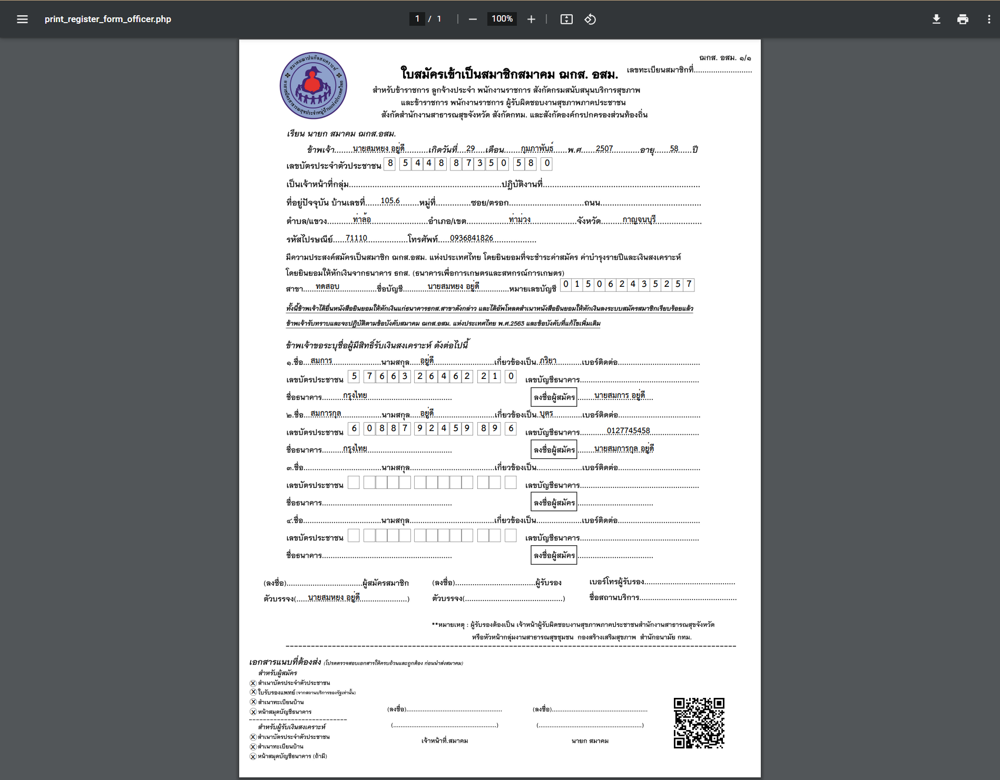 print_register_form_officer.php
1 / 1
100%
ฌกส. อสม. ๑/๑
เลขทะเบียนสมาชิกที่...........................
สมาคมฌาปนกิจสงเคราะห์
อาสาสมัครสาธารณสุขประจำหมู่บ้านแห่งประเทศไทย
ใบสมัครเข้าเป็นสมาชิกสมาคม ฌกส. อสม.
สำหรับข้าราชการ ลูกจ้างประจำ พนักงานราชการ สังกัดกรมสนับสนุนบริการสุขภาพ
และข้าราชการ พนักงานราชการ ผู้รับผิดชอบงานสุขภาพภาคประชาชน
สังกัดสำนักงานสาธารณสุขจังหวัด สังกัดกทม. และสังกัดองค์กรปกครองส่วนท้องถิ่น
เรียน นายก สมาคม ฌกส.อสม.
ข้าพเจ้า........นายสมหยง อยู่ดี..........เกิดวันที่....29....เดือน.......กุมภาพันธ์......พ.ศ......2507............อายุ......58......ปี
เลขบัตรประจำตัวประชาชน 8 5448 87350 58 0
เป็นเจ้าหน้าที่กลุ่ม..............................ปฏิบัติงานที่..............................
ที่อยู่ปัจจุบัน บ้านเลขที่......105.6........หมู่ที่..............ซอย/ตรอก..............................ถนน..............................
ตำบล/แขวง...........ท่าล้อ....................อำเภอ/เขต.................ท่าม่วง...................จังหวัด.........กาญจนบุรี....................
รหัสไปรษณีย์.....71110..................โทรศัพท์.....0936841826....................
มีความประสงค์สมัครเป็นสมาชิก ฌกส.อสม. แห่งประเทศไทย โดยยินยอมที่จะชำระค่าสมัคร ค่าบำรุงรายปีและเงินสงเคราะห์
โดยยินยอมให้หักเงินจากธนาคาร ธกส. (ธนาคารเพื่อการเกษตรและสหกรณ์การเกษตร)
สาขา.....ทดสอบ.................ชื่อบัญชี...........นายสมหยง อยู่ดี..............หมายเลขบัญชี 015062435257
ทั้งนี้ข้าพเจ้าได้ยื่นหนังสือยินยอมให้หักเงินแก่ธนาคารธกส.สาขาดังกล่าว และได้อัพโหลดสำเนาหนังสือยินยอมให้หักเงินลงระบบสมัครสมาชิกเรียบร้อยแล้ว
ข้าพเจ้ารับทราบและจะปฏิบัติตามข้อบังคับสมาคม ฌกส.อสม. แห่งประเทศไทย พ.ศ.2563 และข้อบังคับที่แก้ไขเพิ่มเติม
ข้าพเจ้าขอระบุชื่อผู้มีสิทธิ์รับเงินสงเคราะห์ ดังต่อไปนี้
๑.ชื่อ...สมการ......................นามสกุล....อยู่ดี............................เกี่ยวข้องเป็น.ภริยา............เบอร์ติดต่อ..............................
เลขบัตรประชาชน 5 7663 26462 21 0 เลขบัญชีธนาคาร..............................
ชื่อธนาคาร..........กรุงไทย.............................. ลงชื่อผู้สมัคร........นายสมการ อยู่ดี....
๒.ชื่อ...สมการกุล...................นามสกุล....อยู่ดี............................เกี่ยวข้องเป็น.บุตร.............เบอร์ติดต่อ..............................
เลขบัตรประชาชน 6 0887 92459 89 6 เลขบัญชีธนาคาร............0127745458......................
ชื่อธนาคาร..........กรุงไทย.............................. ลงชื่อผู้สมัคร........นายสมการกุล อยู่ดี
๓.ชื่อ..............................นามสกุล..............................เกี่ยวข้องเป็น.....................เบอร์ติดต่อ..............................
เลขบัตรประชาชน เลขบัญชีธนาคาร..............................
ชื่อธนาคาร.............................. ลงชื่อผู้สมัคร..............................
๔.ชื่อ..............................นามสกุล..............................เกี่ยวข้องเป็น.....................เบอร์ติดต่อ..............................
เลขบัตรประชาชน เลขบัญชีธนาคาร..............................
ชื่อธนาคาร.............................. ลงชื่อผู้สมัคร..............................
(ลงชื่อ)..............................ผู้สมัครสมาชิก (ลงชื่อ)..............................ผู้รับรอง เบอร์โทรผู้รับรอง..............................
ตัวบรรจง(.....นายสมหยง อยู่ดี....................) ตัวบรรจง(..............................) ชื่อสถานบริการ..............................
**หมายเหตุ : ผู้รับรองต้องเป็น เจ้าหน้าผู้รับผิดชอบงานสุขภาพภาคประชาชนสำนักงานสาธารณสุขจังหวัด
หรือหัวหน้ากลุ่มงานสาธารณสุขชุมชน กองสร้างเสริมสุขภาพ สำนักอนามัย กทม.
เอกสารแนบที่ต้องส่ง (โปรดตรวจสอบเอกสารให้ครบถ้วนและถูกต้อง ก่อนนำส่งสมาคม)
สำหรับผู้สมัคร
สำเนาบัตรประจำตัวประชาชน
ใบรับรองแพทย์ (จากสถานบริการของรัฐเท่านั้น)
สำเนาทะเบียนบ้าน
หน้าสมุดบัญชีธนาคาร
สำหรับผู้รับเงินสงเคราะห์
สำเนาบัตรประจำตัวประชาชน
สำเนาทะเบียนบ้าน
หน้าสมุดบัญชีธนาคาร (ถ้ามี)
(ลงชื่อ).............................. (ลงชื่อ)..............................
(..............................) (..............................)
เจ้าหน้าที่.สมาคม นายก สมาคม